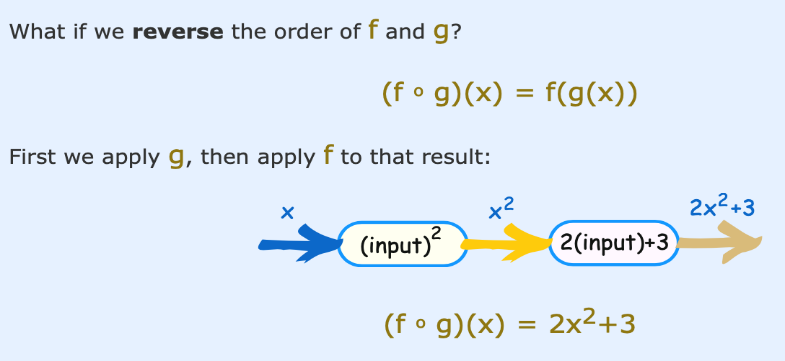 What if we reverse the order of f and g?
(f ∘ g)(x) = f(g(x))
First we apply g, then apply f to that result:
x (input)² x² 2(input)+3 2x²+3
(f ∘ g)(x) = 2x²+3